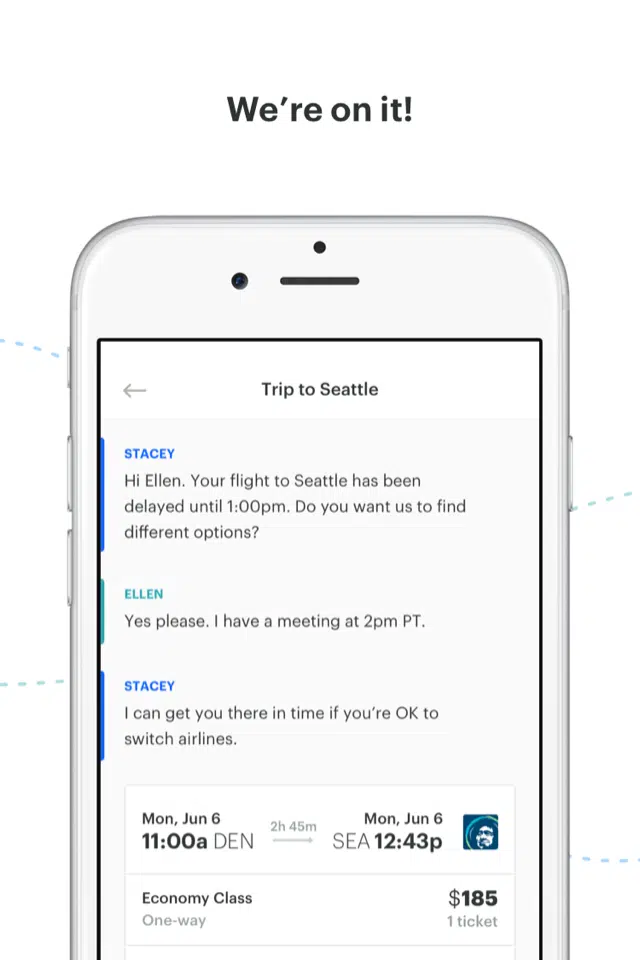 We’re on it!
Trip to Seattle
STACEY
Hi Ellen. Your flight to Seattle has been
delayed until 1:00pm. Do you want us to find
different options?
ELLEN
Yes please. I have a meeting at 2pm PT.
STACEY
I can get you there in time if you’re OK to
switch airlines.
Mon, Jun 6 Mon, Jun 6
11:00a DEN 2h 45m SEA 12:43p
Economy Class $185
One-way 1 ticket